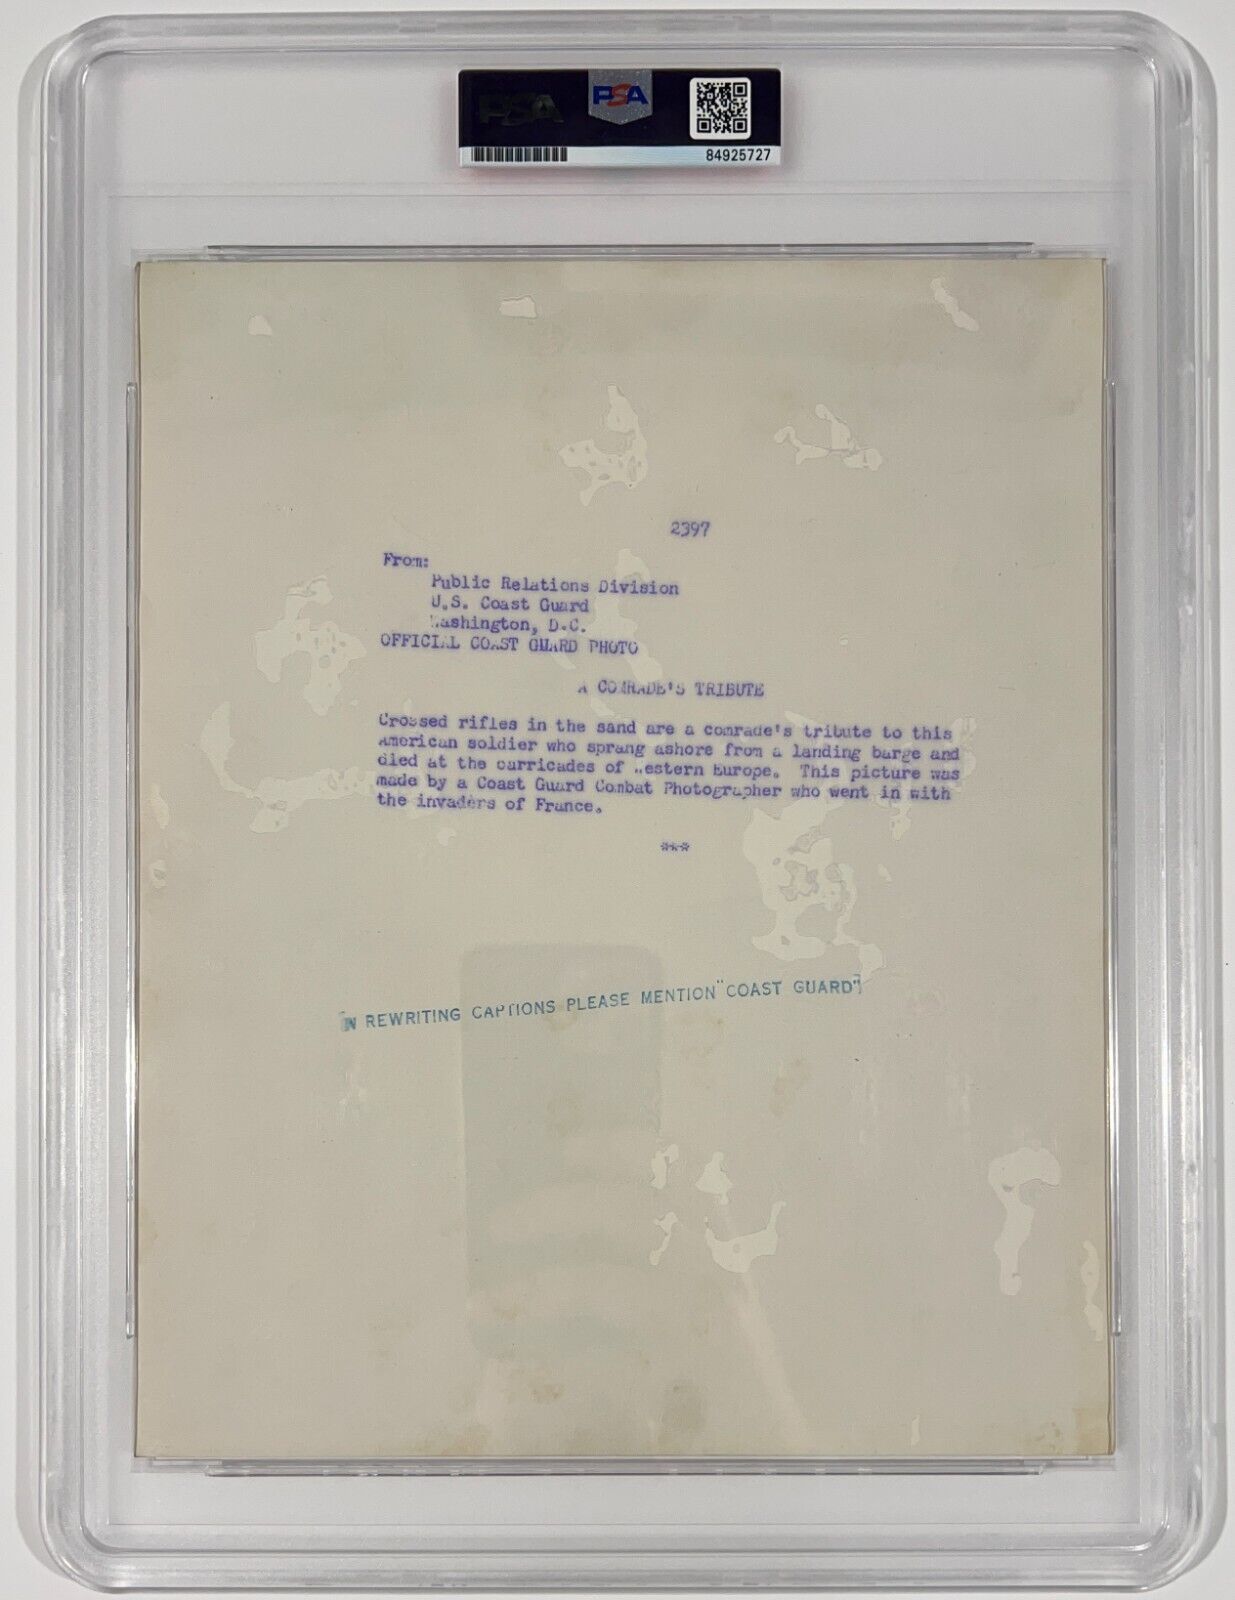 PSA
PSA
84925727
2397
From:
Public Relations Division
U.S. Coast Guard
Washington, D.C.
OFFICIAL COAST GUARD PHOTO
A COMRADE'S TRIBUTE
Crossed rifles in the sand are a comrade's tribute to this
American soldier who sprang ashore from a landing barge and
died at the barricades of Western Europe. This picture was
made by a Coast Guard Combat Photographer who went in with
the invaders of France.
***
IN REWRITING CAPTIONS PLEASE MENTION "COAST GUARD"